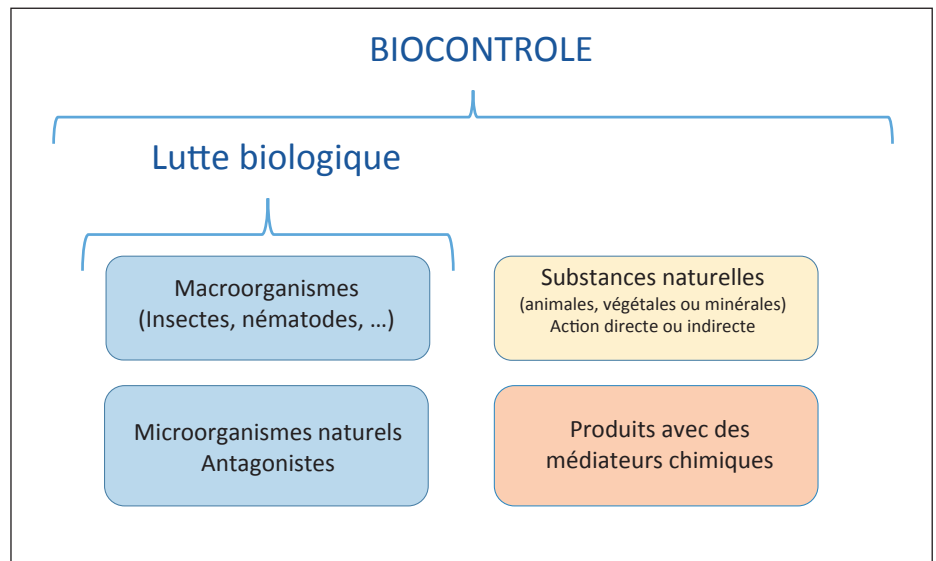 BIOCONTROLE
Lutte biologique
Macroorganismes
(Insectes, nématodes, ...)
Substances naturelles
(animales, végétales ou minérales)
Action directe ou indirecte
Microorganismes naturels
Antagonistes
Produits avec des
médiateurs chimiques